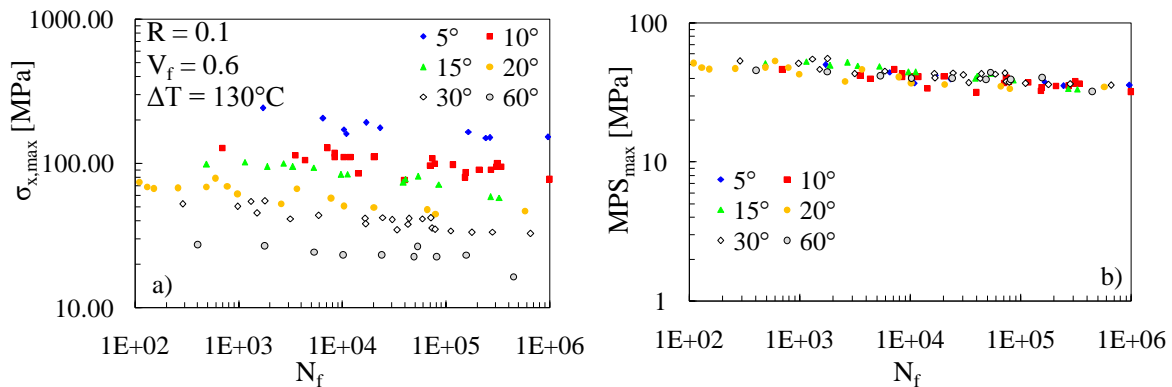 1000.00
R = 0.1
V_f = 0.6
ΔT = 130°C
5° 10°
15° 20°
30° 60°
100.00
10.00
σ_x,max [MPa]
a)
1E+02 1E+03 1E+04 1E+05 1E+06
N_f
100
10
1
MPS_max [MPa]
5° 10°
15° 20°
30° 60°
b)
1E+02 1E+03 1E+04 1E+05 1E+06
N_f